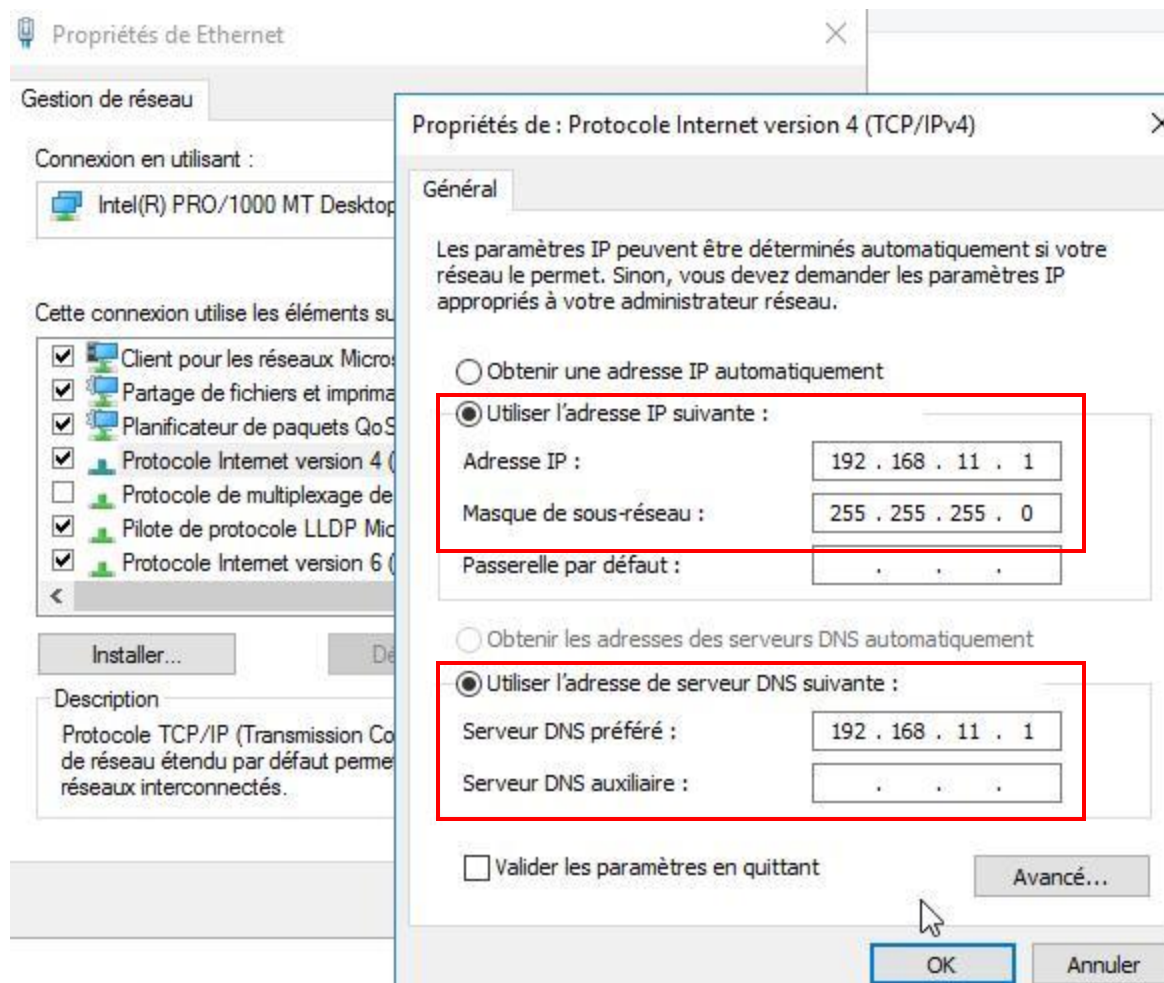 Propriétés de Ethernet
Gestion de réseau
Connexion en utilisant :
Intel(R) PRO/1000 MT Desktop
Cette connexion utilise les éléments su
Client pour les réseaux Micros
Partage de fichiers et imprima
Planificateur de paquets QoS
Protocole Internet version 4 (
Protocole de multiplexage de
Pilote de protocole LLDP Mic
Protocole Internet version 6 (
Installer...
Dé
Description
Protocole TCP/IP (Transmission Co
de réseau étendu par défaut permet
réseaux interconnectés.
Propriétés de : Protocole Internet version 4 (TCP/IPv4)
Général
Les paramètres IP peuvent être déterminés automatiquement si votre
réseau le permet. Sinon, vous devez demander les paramètres IP
appropriés à votre administrateur réseau.
Obtenir une adresse IP automatiquement
Utiliser l'adresse IP suivante :
Adresse IP : 192 . 168 . 11 . 1
Masque de sous-réseau : 255 . 255 . 255 . 0
Passerelle par défaut : . . .
Obtenir les adresses des serveurs DNS automatiquement
Utiliser l'adresse de serveur DNS suivante :
Serveur DNS préféré : 192 . 168 . 11 . 1
Serveur DNS auxiliaire : . . .
Valider les paramètres en quittant
Avancé...
OK Annuler